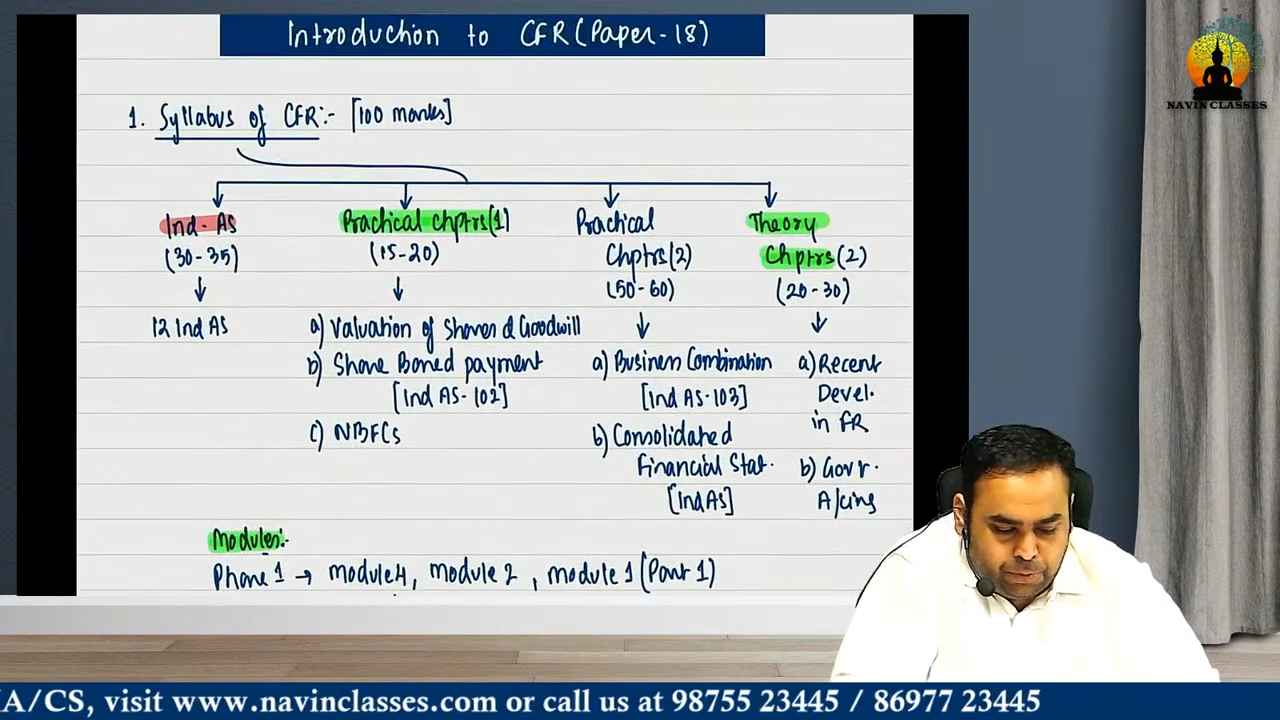 Introduction to CFR (Paper-18)
NAVIN CLASSES
1. Syllabus of CFR:- [100 marks]
Ind-AS
(30-35)
12 Ind AS
Practical Chptrs(1)
(15-20)
a) Valuation of Shares & Goodwill
b) Share Based payment
[Ind AS-102]
c) NBFCs
Practical
Chptrs(2)
(50-60)
a) Business Combination
[Ind AS-103]
b) Consolidated
Financial Stat.
[Ind AS]
Theory
Chptrs(2)
(20-30)
a) Recent
Devel.
in FR
b) Govt.
A/cing
Modules:-
Phase 1 → module 4, module 2, module 1 (Part 1)
A/CS, visit www.navinclasses.com or call us at 98755 23445 / 86977 23445